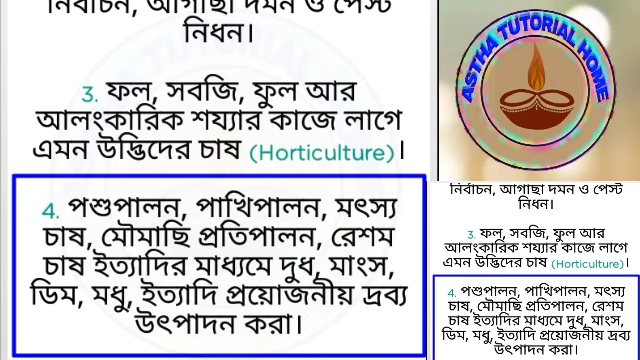 নির্বাচন, আগাছা দমন ও পেস্ট
নিধন।
3. ফল, সবজি, ফুল আর
আলংকারিক শয্যার কাজে লাগে
এমন উদ্ভিদের চাষ (Horticulture)।
4. পশুপালন, পাখিপালন, মৎস্য
চাষ, মৌমাছি প্রতিপালন, রেশম
চাষ ইত্যাদির মাধ্যমে দুধ, মাংস,
ডিম, মধু, ইত্যাদি প্রয়োজনীয় দ্রব্য
উৎপাদন করা।
ASTHA TUTORIAL HOME
নির্বাচন, আগাছা দমন ও পেস্ট
নিধন।
3. ফল, সবজি, ফুল আর
আলংকারিক শয্যার কাজে লাগে
এমন উদ্ভিদের চাষ (Horticulture)।
4. পশুপালন, পাখিপালন, মৎস্য
চাষ, মৌমাছি প্রতিপালন, রেশম
চাষ ইত্যাদির মাধ্যমে দুধ, মাংস,
ডিম, মধু, ইত্যাদি প্রয়োজনীয় দ্রব্য
উৎপাদন করা।